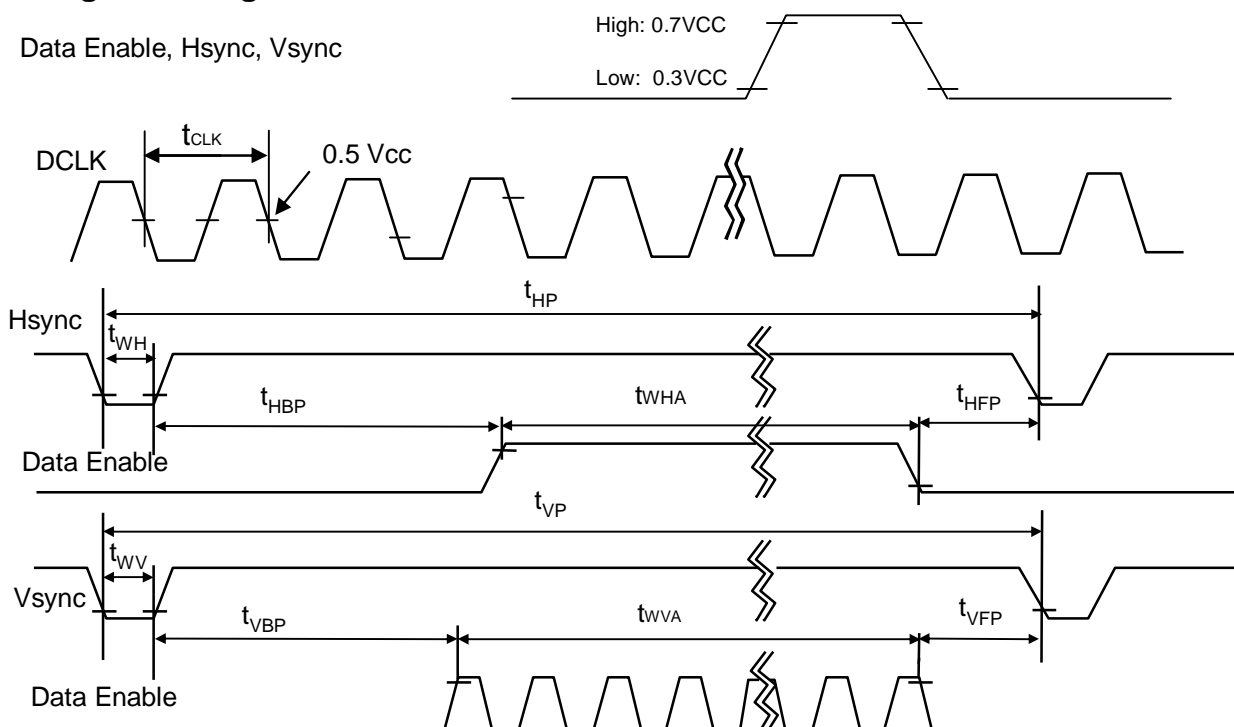 Data Enable, Hsync, Vsync
High: 0.7VCC
Low: 0.3VCC
tCLK
DCLK
0.5 Vcc
tHP
Hsync
tWH
tHBP
tWHA
tHFP
Data Enable
tVP
tWV
Vsync
tVBP
tWVA
tVFP
Data Enable